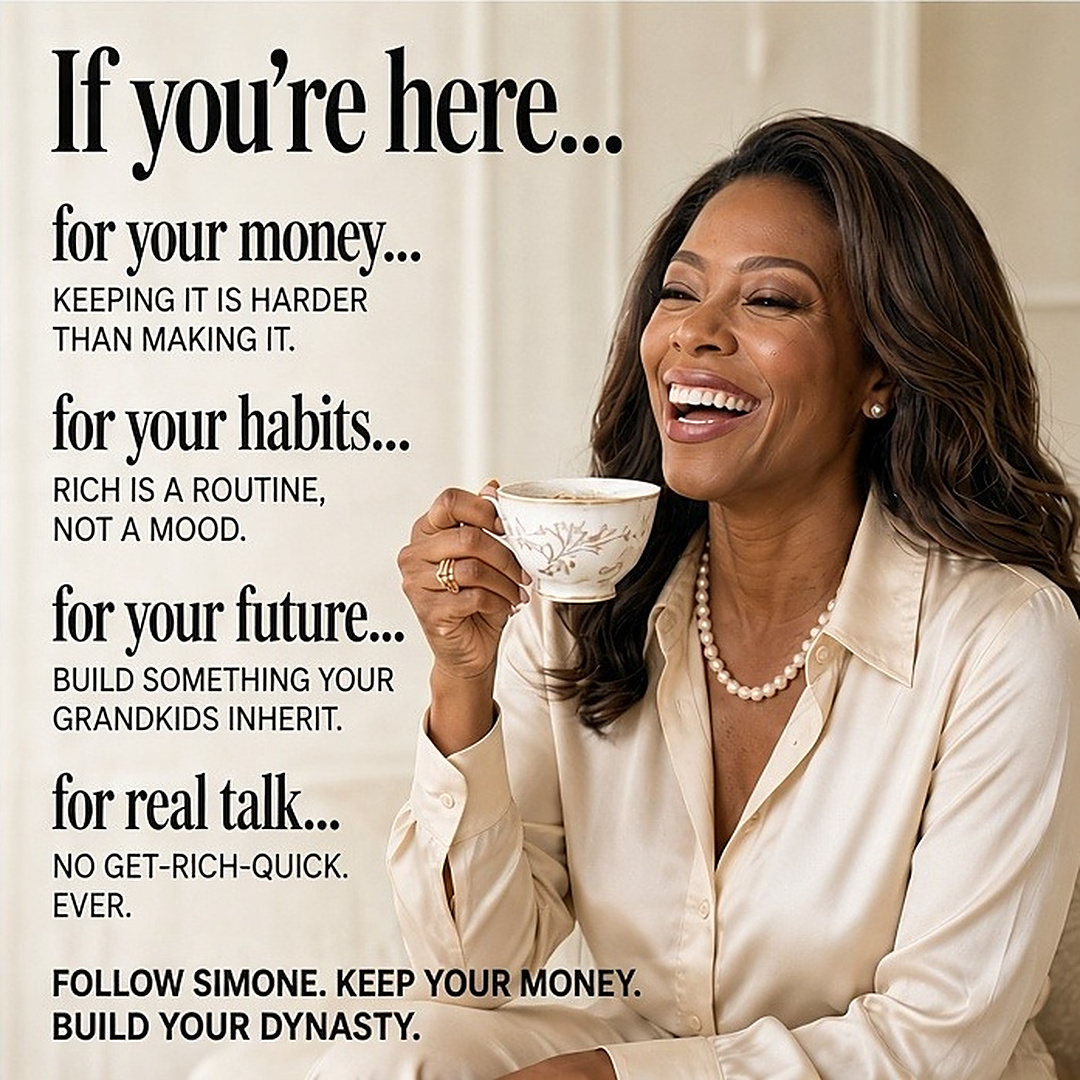 If you're here...
for your money...
KEEPING IT IS HARDER
THAN MAKING IT.
for your habits...
RICH IS A ROUTINE,
NOT A MOOD.
for your future...
BUILD SOMETHING YOUR
GRANDKIDS INHERIT.
for real talk...
NO GET-RICH-QUICK.
EVER.
FOLLOW SIMONE. KEEP YOUR MONEY.
BUILD YOUR DYNASTY.